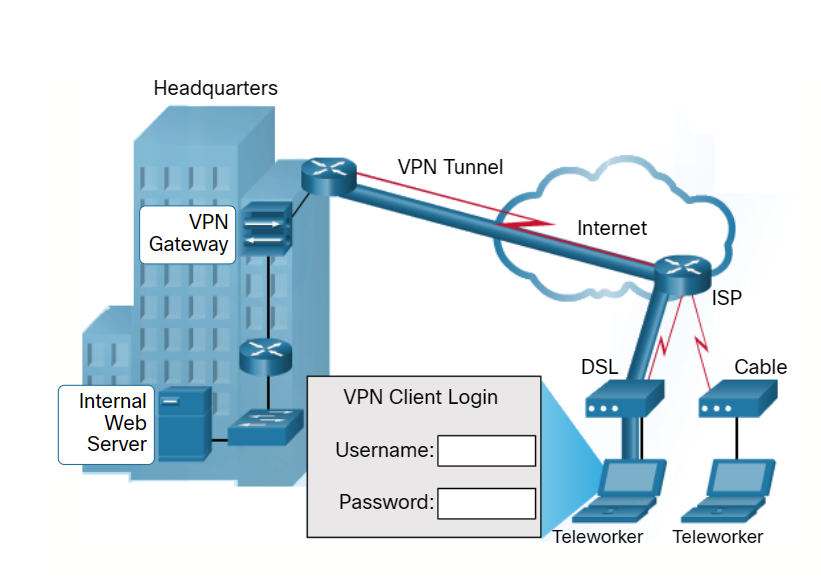 Headquarters
VPN Tunnel
VPN
Gateway
Internet
ISP
DSL
Cable
Internal
Web
Server
VPN Client Login
Username:
Password:
Teleworker
Teleworker